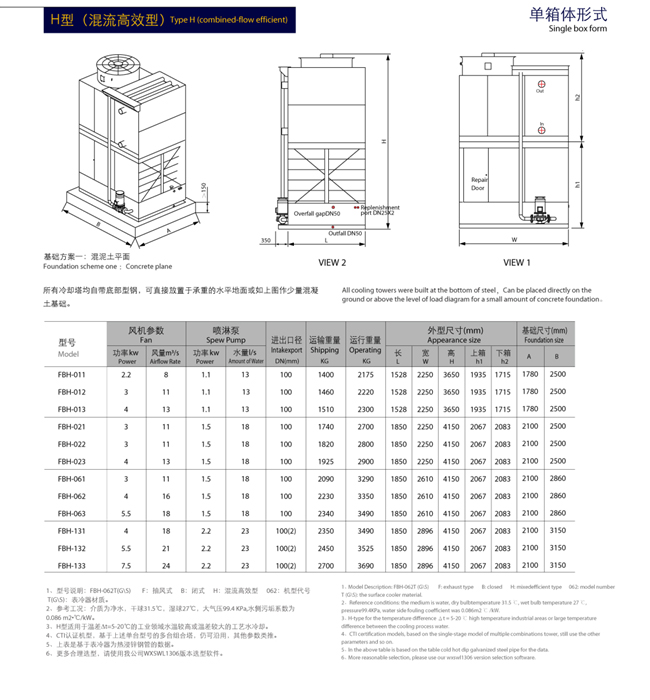 H型（混流高效型）Type H (combined-flow efficient)
单箱体形式
Single box form
B
A
≥150
基础方案一：混泥土平面
Foundation scheme one ：Concrete plane
H
Overfall gapDN50
Replenishment
port DN25X2
Outfall DN50
350
L
VIEW 2
Out
In
Repair
Door
h2
h1
W
VIEW 1
所有冷却塔均自带底部型钢，可直接放置于承重的水平地面或如上图作少量混凝
土基础。
All cooling towers were built at the bottom of steel，Can be placed directly on the
ground or above the level of load diagram for a small amount of concrete foundation。
型号 Model 风机参数 Fan 喷淋泵 Spew Pump 进出口径 Intakexport DN(mm) 运输重量 Shipping KG 运行重量 Operating KG 外型尺寸(mm) Appearance size 基础尺寸(mm) Foundation size
功率kw Power 风量m³/s Airflow Rate 功率kw Power 水量l/s Amount of Water 长 L 宽 W 高 H 上箱 h1 下箱 h2 A B
FBH-011 2.2 8 1.1 13 100 1400 2175 1528 2250 3650 1935 1715 1780 2500
FBH-012 3 11 1.1 13 100 1460 2220 1528 2250 3650 1935 1715 1780 2500
FBH-013 4 13 1.1 13 100 1510 2300 1528 2250 3650 1935 1715 1780 2500
FBH-021 3 11 1.5 18 100 1740 2700 1850 2250 4150 2067 2083 2100 2500
FBH-022 3 11 1.5 18 100 1820 2800 1850 2250 4150 2067 2083 2100 2500
FBH-023 4 13 1.5 18 100 1925 2900 1850 2250 4150 2067 2083 2100 2500
FBH-061 3 11 1.5 18 100 2090 3290 1850 2610 4150 2067 2083 2100 2860
FBH-062 4 16 1.5 18 100 2230 3350 1850 2610 4150 2067 2083 2100 2860
FBH-063 5.5 18 1.5 18 100 2340 3490 1850 2610 4150 2067 2083 2100 2860
FBH-131 4 18 2.2 23 100(2) 2340 3490 1850 2896 4150 2067 2083 2100 3150
FBH-132 5.5 21 2.2 23 100(2) 2450 3525 1850 2896 4150 2067 2083 2100 3150
FBH-133 7.5 24 2.2 23 100(2) 2700 3690 1850 2896 4150 2067 2083 2100 3150
1、型号说明：FBH-062T(G\S) F：抽风式 B：闭式 H：混流高效型 062：机型代号
T(G\S)：表冷器材质。
2、参考工况：介质为净水，干球31.5℃，湿球27℃，大气压99.4 KPa,水侧污垢系数为
0.086 m2•℃/kW。
3、H型适用于温差Δt=5-20℃的工业领域水温较高或温差较大的工艺水冷却。
4、CTI认证机型，基于上述单台型号的多台组合塔，仍可沿用，其他参数类推。
5、上表是基于表冷器为热浸锌钢管的数据。
6、更多合理选型，请使用我公司WXSWL1306版本选型软件。
1、Model Description: FBH-062T (G\S) F: exhaust type B: closed H: mixedefficient type 062: model number
T (G\S): the surface cooler material.
2、Reference conditions: the medium is water, dry bulbtemperature 31.5 ℃, wet bulb temperature 27 ℃,
pressure99.4KPa, water side fouling coefficient was 0.086m2 ℃ /kW.
3、H-type for the temperature difference △ t = 5-20 ℃ high temperature industrial areas or large temperature
difference between the cooling process water.
4、CTI certification models, based on the single-stage model of multiple combinations tower, still use the other
parameters and so on.
5、In the above table is based on the table cold hot dip galvanized steel pipe for the data.
6、More reasonable selection, please use our wxswl1306 version selection software.